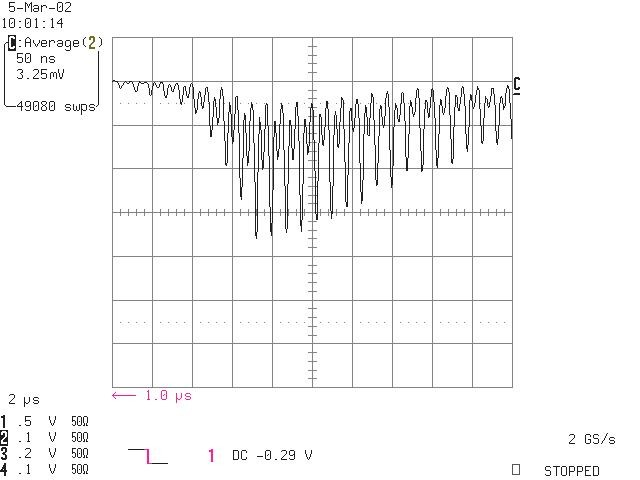 5-Mar-02
10:01:14
C:Average(2)
50 ns
3.25mV
49080 swps
C
← 1.0 µs
2 µs
1 .5 V 50Ω
2 .1 V 50Ω
3 .2 V 50Ω
4 .1 V 50Ω
1 DC -0.29 V
2 GS/s
STOPPED